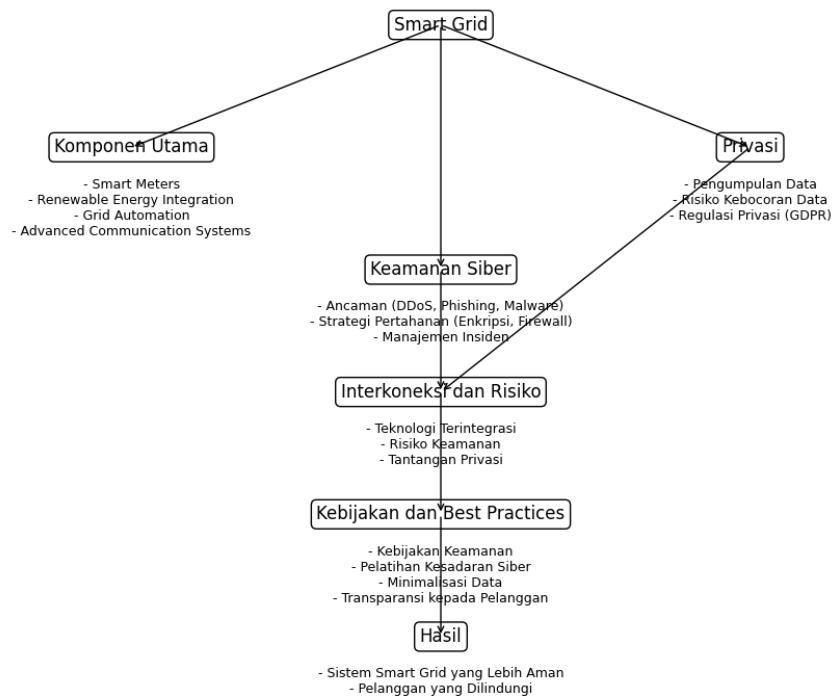 Smart Grid
Komponen Utama
- Smart Meters
- Renewable Energy Integration
- Grid Automation
- Advanced Communication Systems
Privasi
- Pengumpulan Data
- Risiko Kebocoran Data
- Regulasi Privasi (GDPR)
Keamanan Siber
- Ancaman (DDoS, Phishing, Malware)
- Strategi Pertahanan (Enkripsi, Firewall)
- Manajemen Insiden
Interkoneksi dan Risiko
- Teknologi Terintegrasi
- Risiko Keamanan
- Tantangan Privasi
Kebijakan dan Best Practices
- Kebijakan Keamanan
- Pelatihan Kesadaran Siber
- Minimalisasi Data
- Transparansi kepada Pelanggan
Hasil
- Sistem Smart Grid yang Lebih Aman
- Pelanggan yang Dilindungi